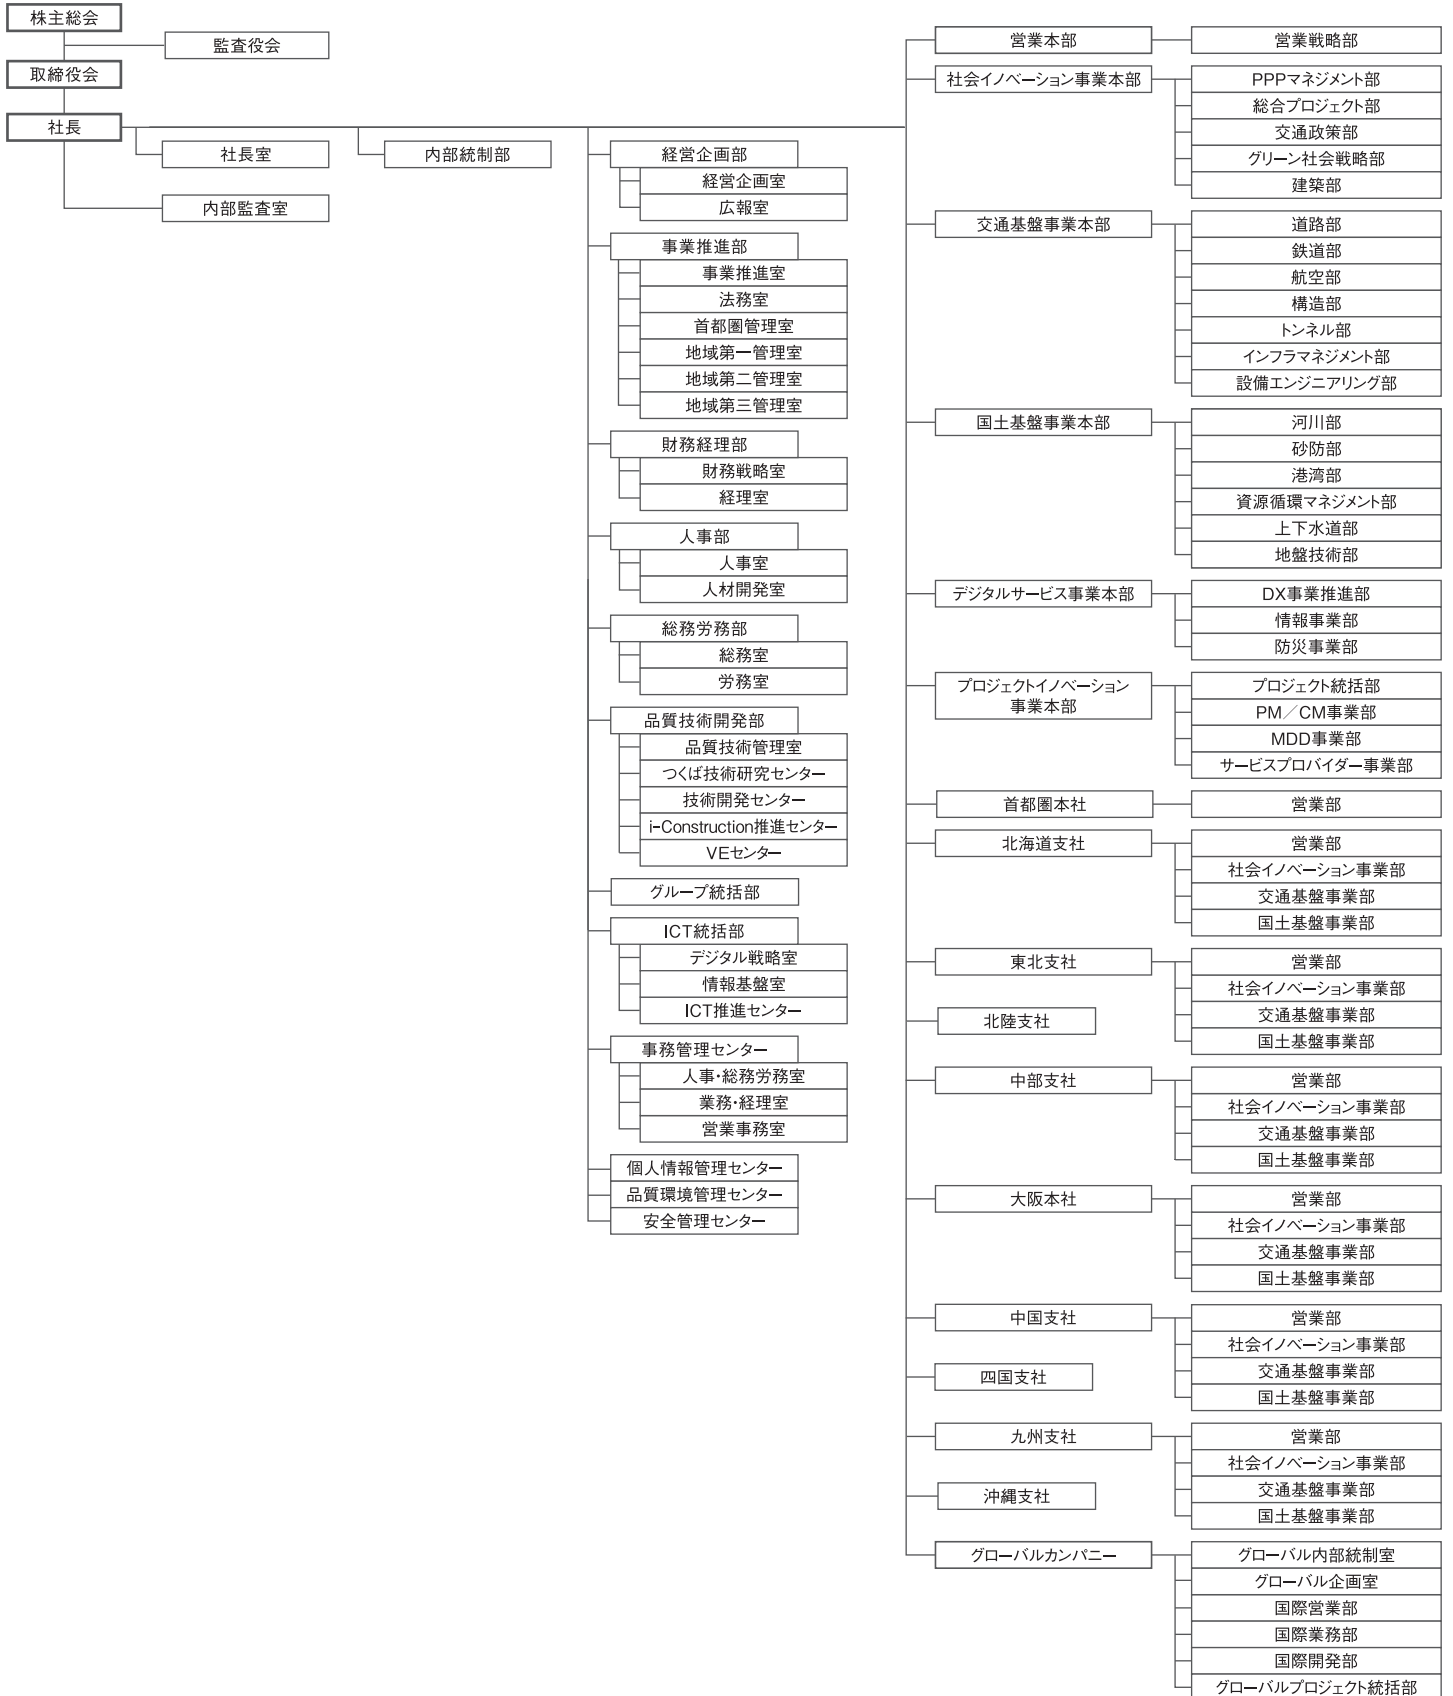 株主総会
監査役会
取締役会
社長
社長室
内部統制部
内部監査室
経営企画部
経営企画室
広報室
事業推進部
事業推進室
法務室
首都圏管理室
地域第一管理室
地域第二管理室
地域第三管理室
財務経理部
財務戦略室
経理室
人事部
人事室
人材開発室
総務労務部
総務室
労務室
品質技術開発部
品質技術管理室
つくば技術研究センター
技術開発センター
i-Construction推進センター
VEセンター
グループ統括部
ICT統括部
デジタル戦略室
情報基盤室
ICT推進センター
事務管理センター
人事・総務労務室
業務・経理室
営業事務室
個人情報管理センター
品質環境管理センター
安全管理センター
営業本部
営業戦略部
社会イノベーション事業本部
PPPマネジメント部
総合プロジェクト部
交通政策部
グリーン社会戦略部
建築部
交通基盤事業本部
道路部
鉄道部
航空部
構造部
トンネル部
インフラマネジメント部
設備エンジニアリング部
国土基盤事業本部
河川部
砂防部
港湾部
資源循環マネジメント部
上下水道部
地盤技術部
デジタルサービス事業本部
DX事業推進部
情報事業部
防災事業部
プロジェクトイノベーション
事業本部
プロジェクト統括部
PM／CM事業部
MDD事業部
サービスプロバイダー事業部
首都圏本社
営業部
北海道支社
営業部
社会イノベーション事業部
交通基盤事業部
国土基盤事業部
東北支社
営業部
社会イノベーション事業部
交通基盤事業部
国土基盤事業部
北陸支社
中部支社
営業部
社会イノベーション事業部
交通基盤事業部
国土基盤事業部
大阪本社
営業部
社会イノベーション事業部
交通基盤事業部
国土基盤事業部
中国支社
営業部
社会イノベーション事業部
交通基盤事業部
国土基盤事業部
四国支社
九州支社
営業部
社会イノベーション事業部
交通基盤事業部
国土基盤事業部
沖縄支社
グローバルカンパニー
グローバル内部統制室
グローバル企画室
国際営業部
国際業務部
国際開発部
グローバルプロジェクト統括部